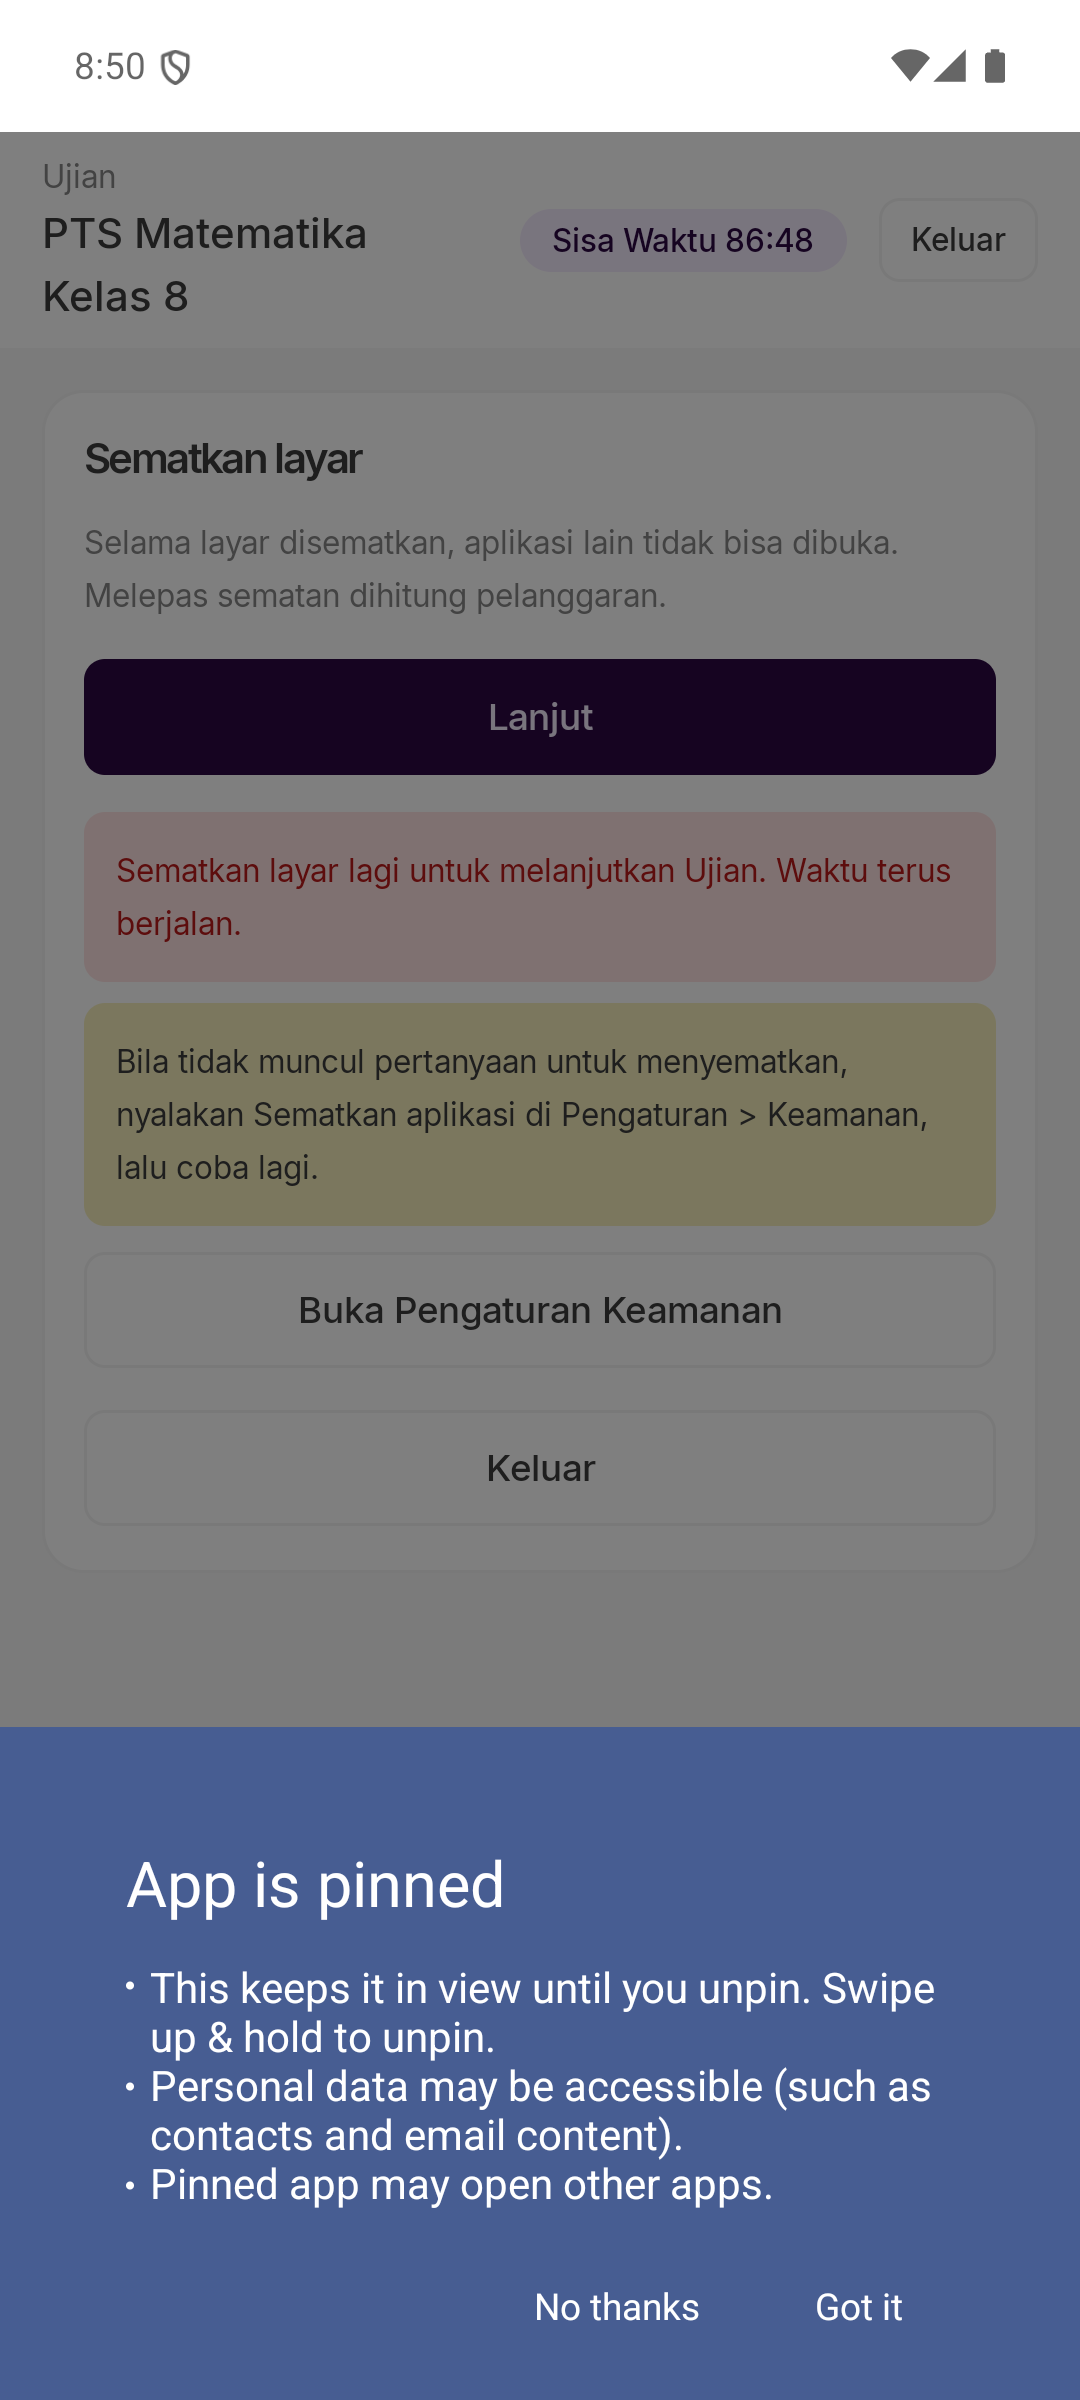 8:50
Ujian
PTS Matematika
Kelas 8
Sisa Waktu 86:48
Keluar
Sematkan layar
Selama layar disematkan, aplikasi lain tidak bisa dibuka.
Melepas sematan dihitung pelanggaran.
Lanjut
Sematkan layar lagi untuk melanjutkan Ujian. Waktu terus
berjalan.
Bila tidak muncul pertanyaan untuk menyematkan,
nyalakan Sematkan aplikasi di Pengaturan > Keamanan,
lalu coba lagi.
Buka Pengaturan Keamanan
Keluar
App is pinned
• This keeps it in view until you unpin. Swipe
up & hold to unpin.
• Personal data may be accessible (such as
contacts and email content).
• Pinned app may open other apps.
No thanks
Got it